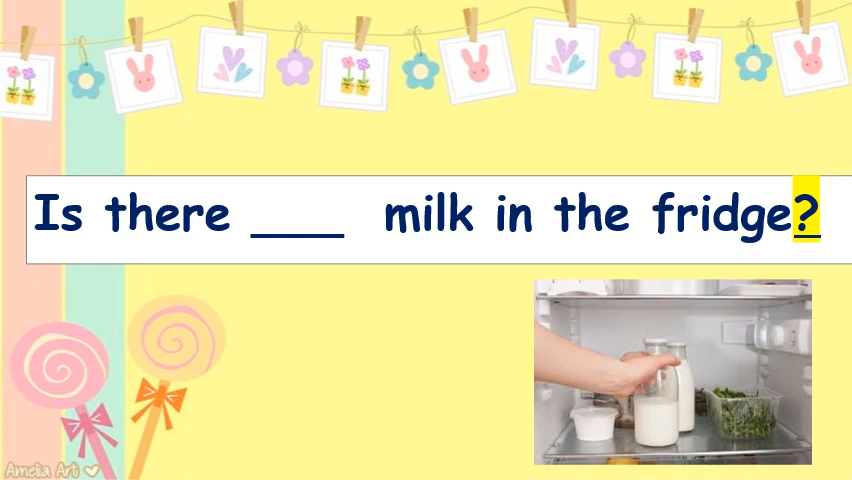 Is there ___ milk in the fridge?
Amelia Art